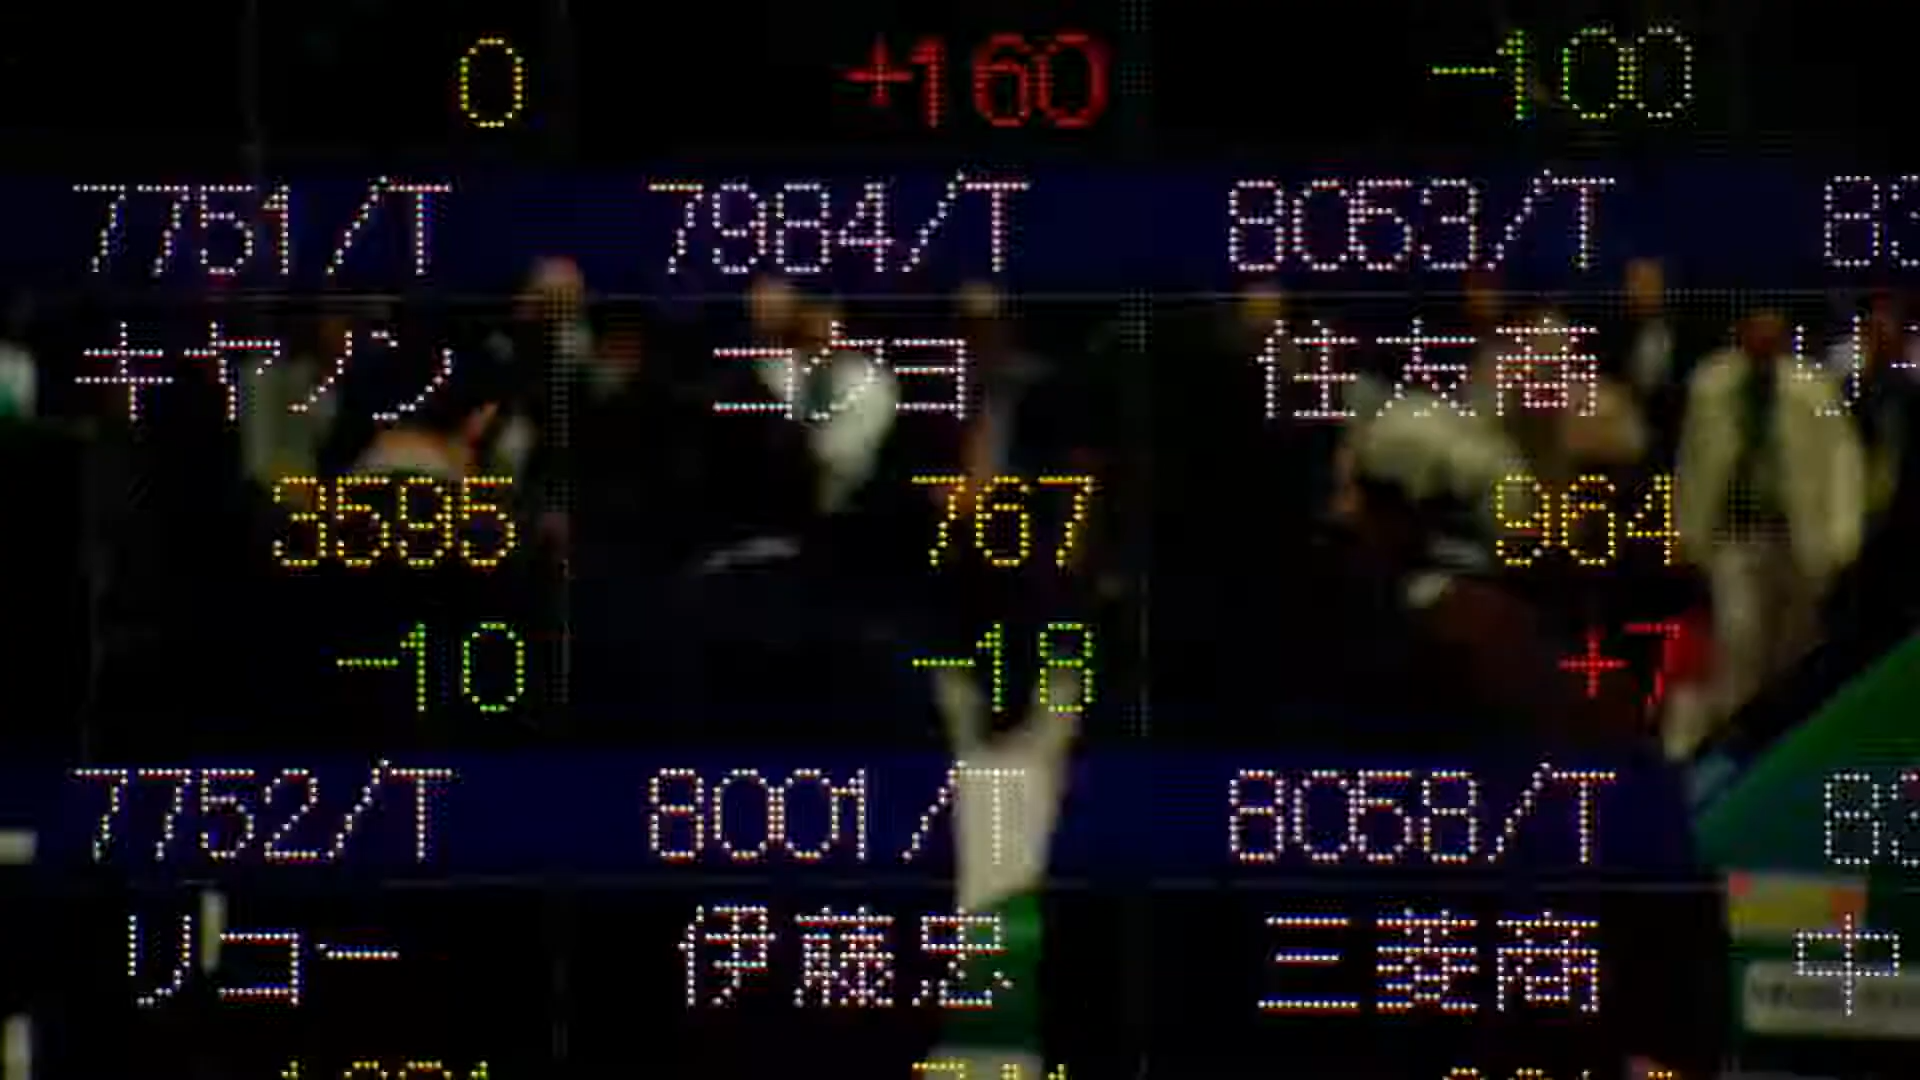 0 +160 -100
7751/T 7984/T 8053/T
キヤノン コクヨ 住友商
3595 767 964
-10 -18 +7
7752/T 8001/T 8058/T
リコー 伊藤忠 三菱商 中